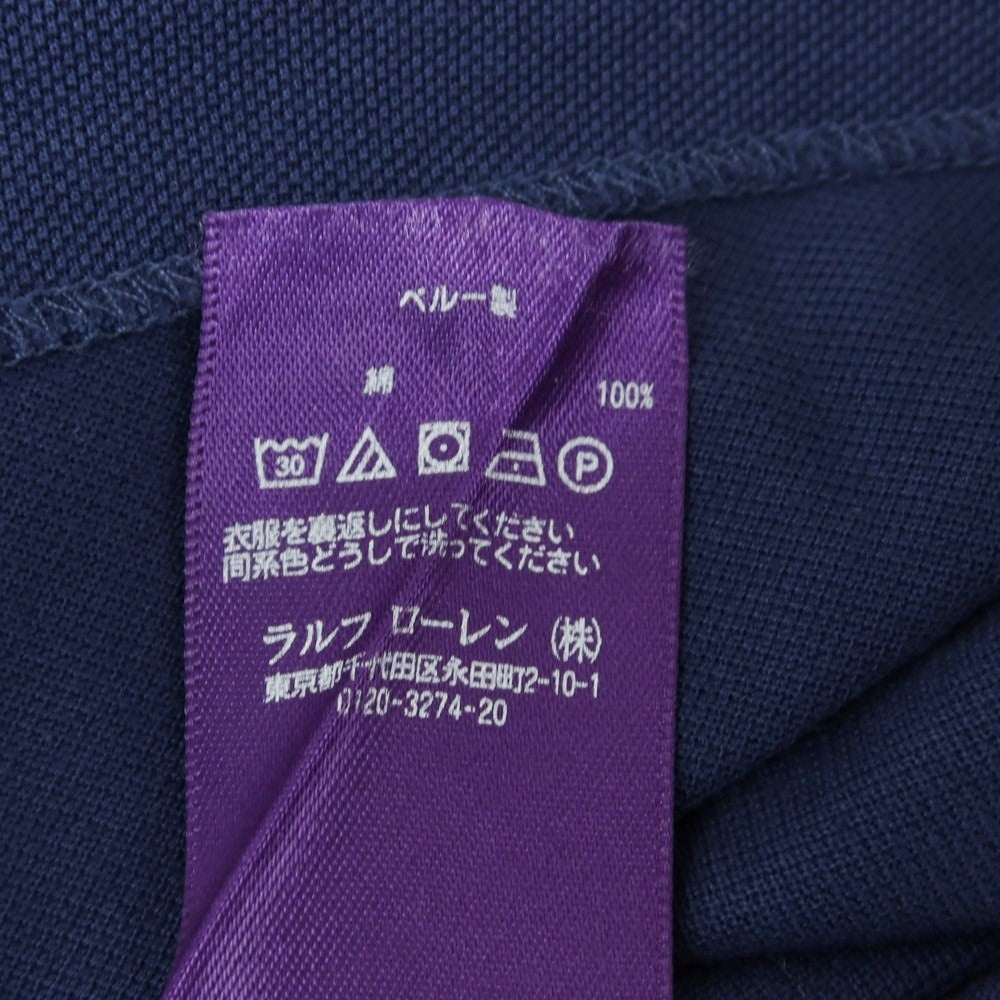 ペルー製
綿 100%
30 P
衣服を裏返しにしてください
同系色どうしで洗ってください
ラルフ ローレン (株)
東京都千代田区永田町2-10-1
0120-3274-20